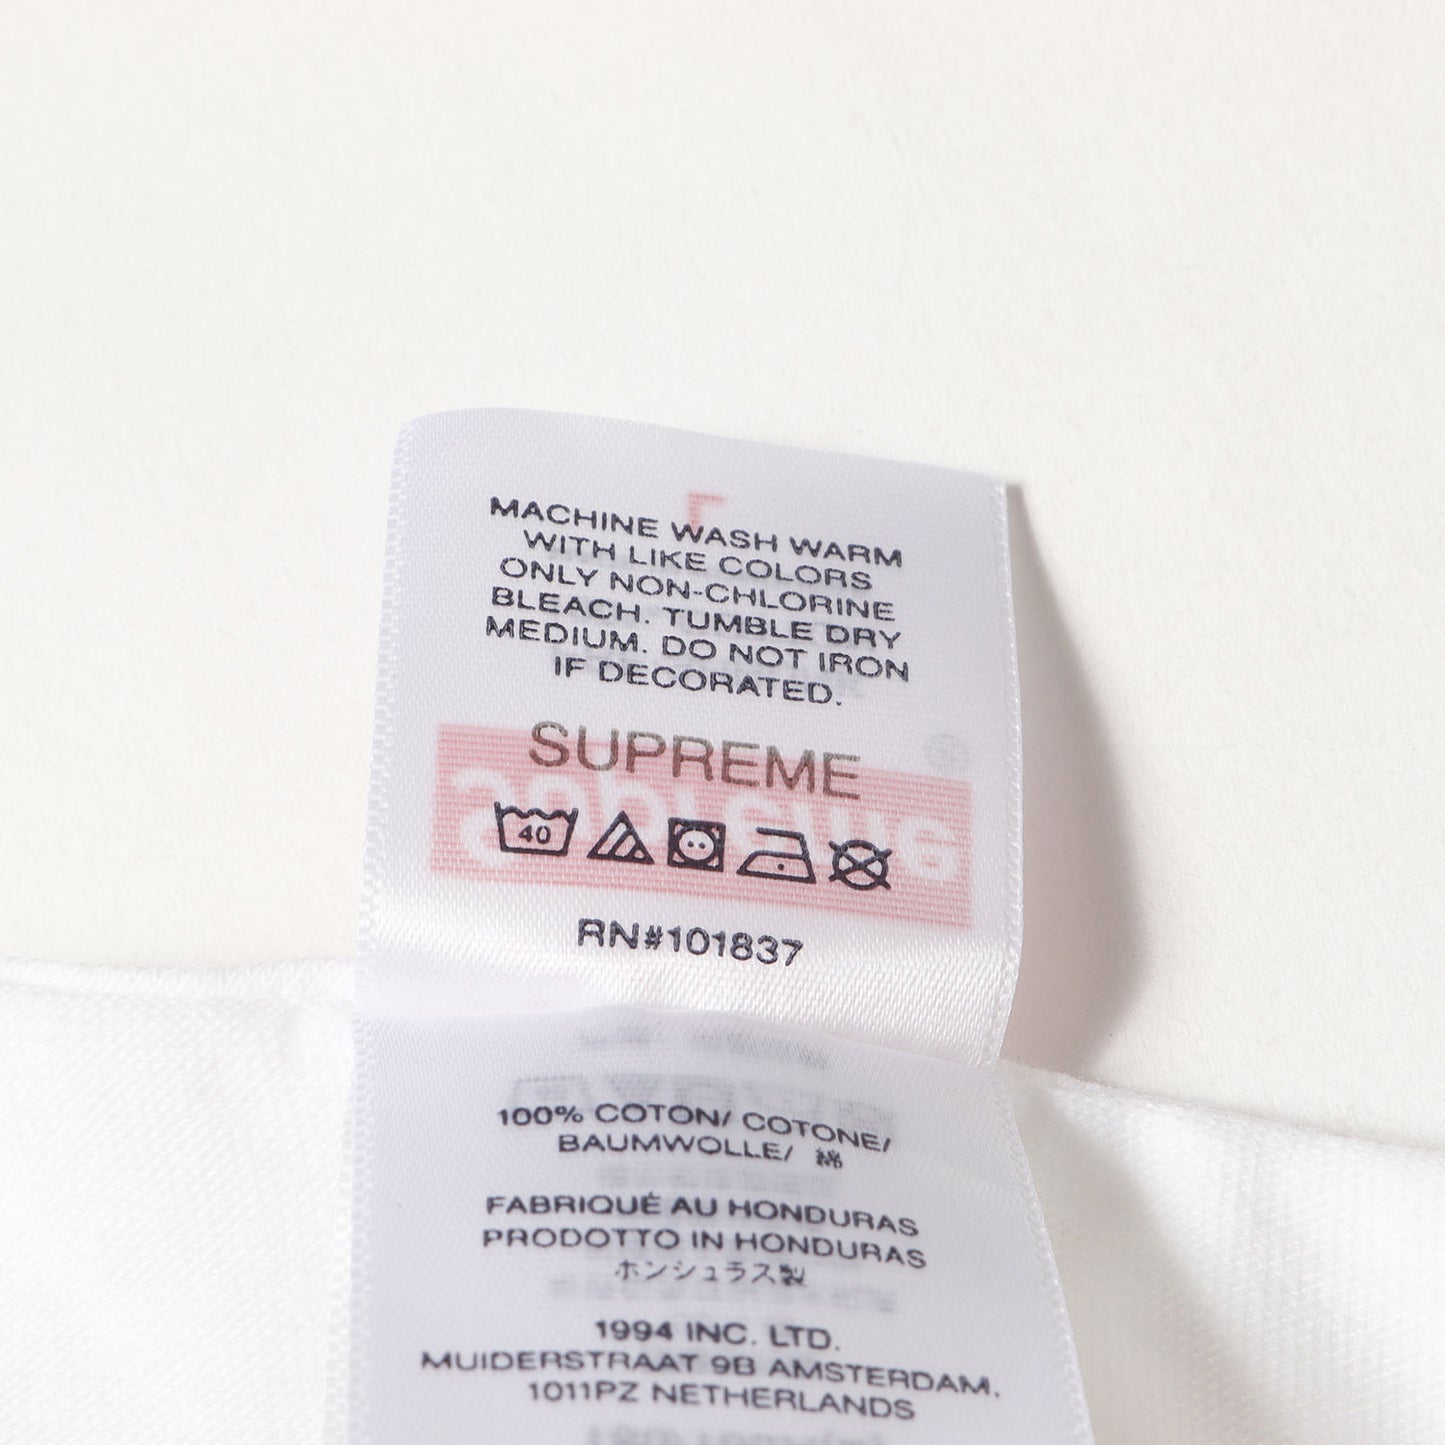 MACHINE WASH WARM
WITH LIKE COLORS
ONLY NON-CHLORINE
BLEACH. TUMBLE DRY
MEDIUM. DO NOT IRON
IF DECORATED.
SUPREME
40
RN#101837
100% COTON/ COTONE/
BAUMWOLLE/ 綿
FABRIQUÉ AU HONDURAS
PRODOTTO IN HONDURAS
ホンジュラス製
1994 INC. LTD.
MUIDERSTRAAT 9B AMSTERDAM.
1011PZ NETHERLANDS